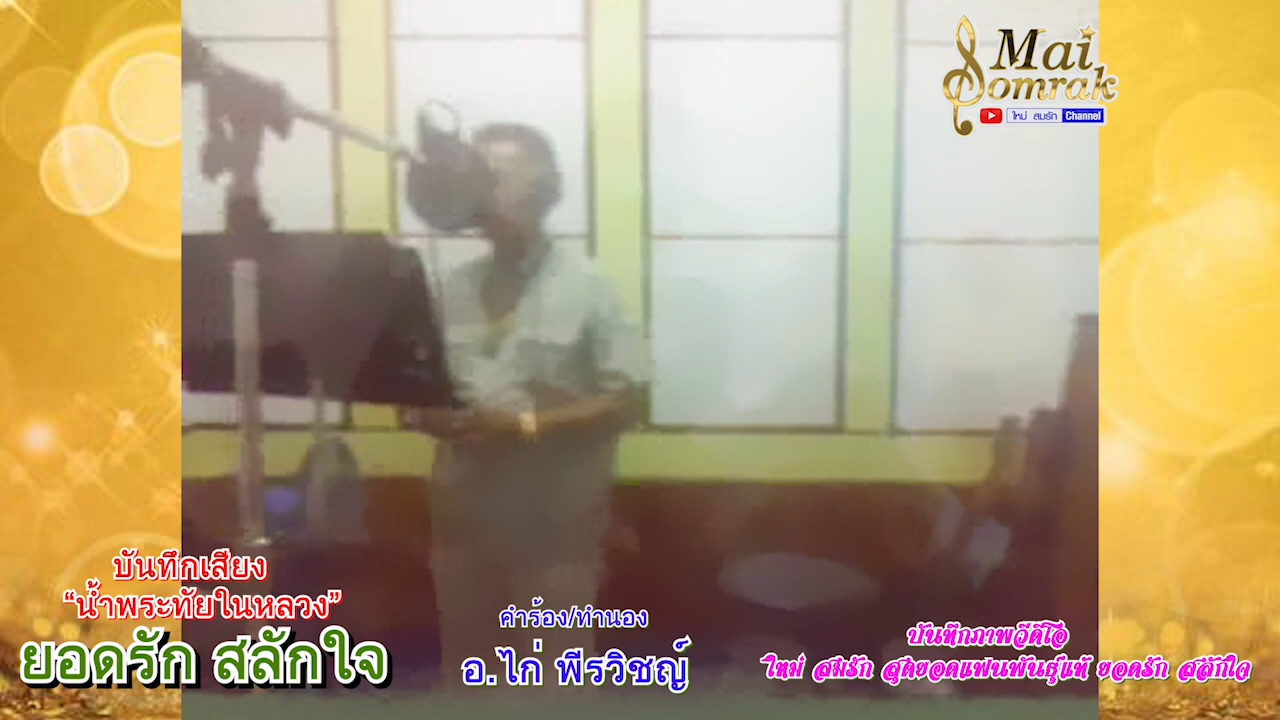 Mai
Somrak
ใหม่ สมรัก Channel
บันทึกเสียง
“น้ำพระทัยในหลวง”
ยอดรัก สลักใจ
คำร้อง/ทำนอง
อ.ไก่ พีรวิชญ์
บันทึกภาพวีดีโอ
ใหม่ สมรัก สุดยอดแฟนพันธุ์แท้ ยอดรัก สลักใจ